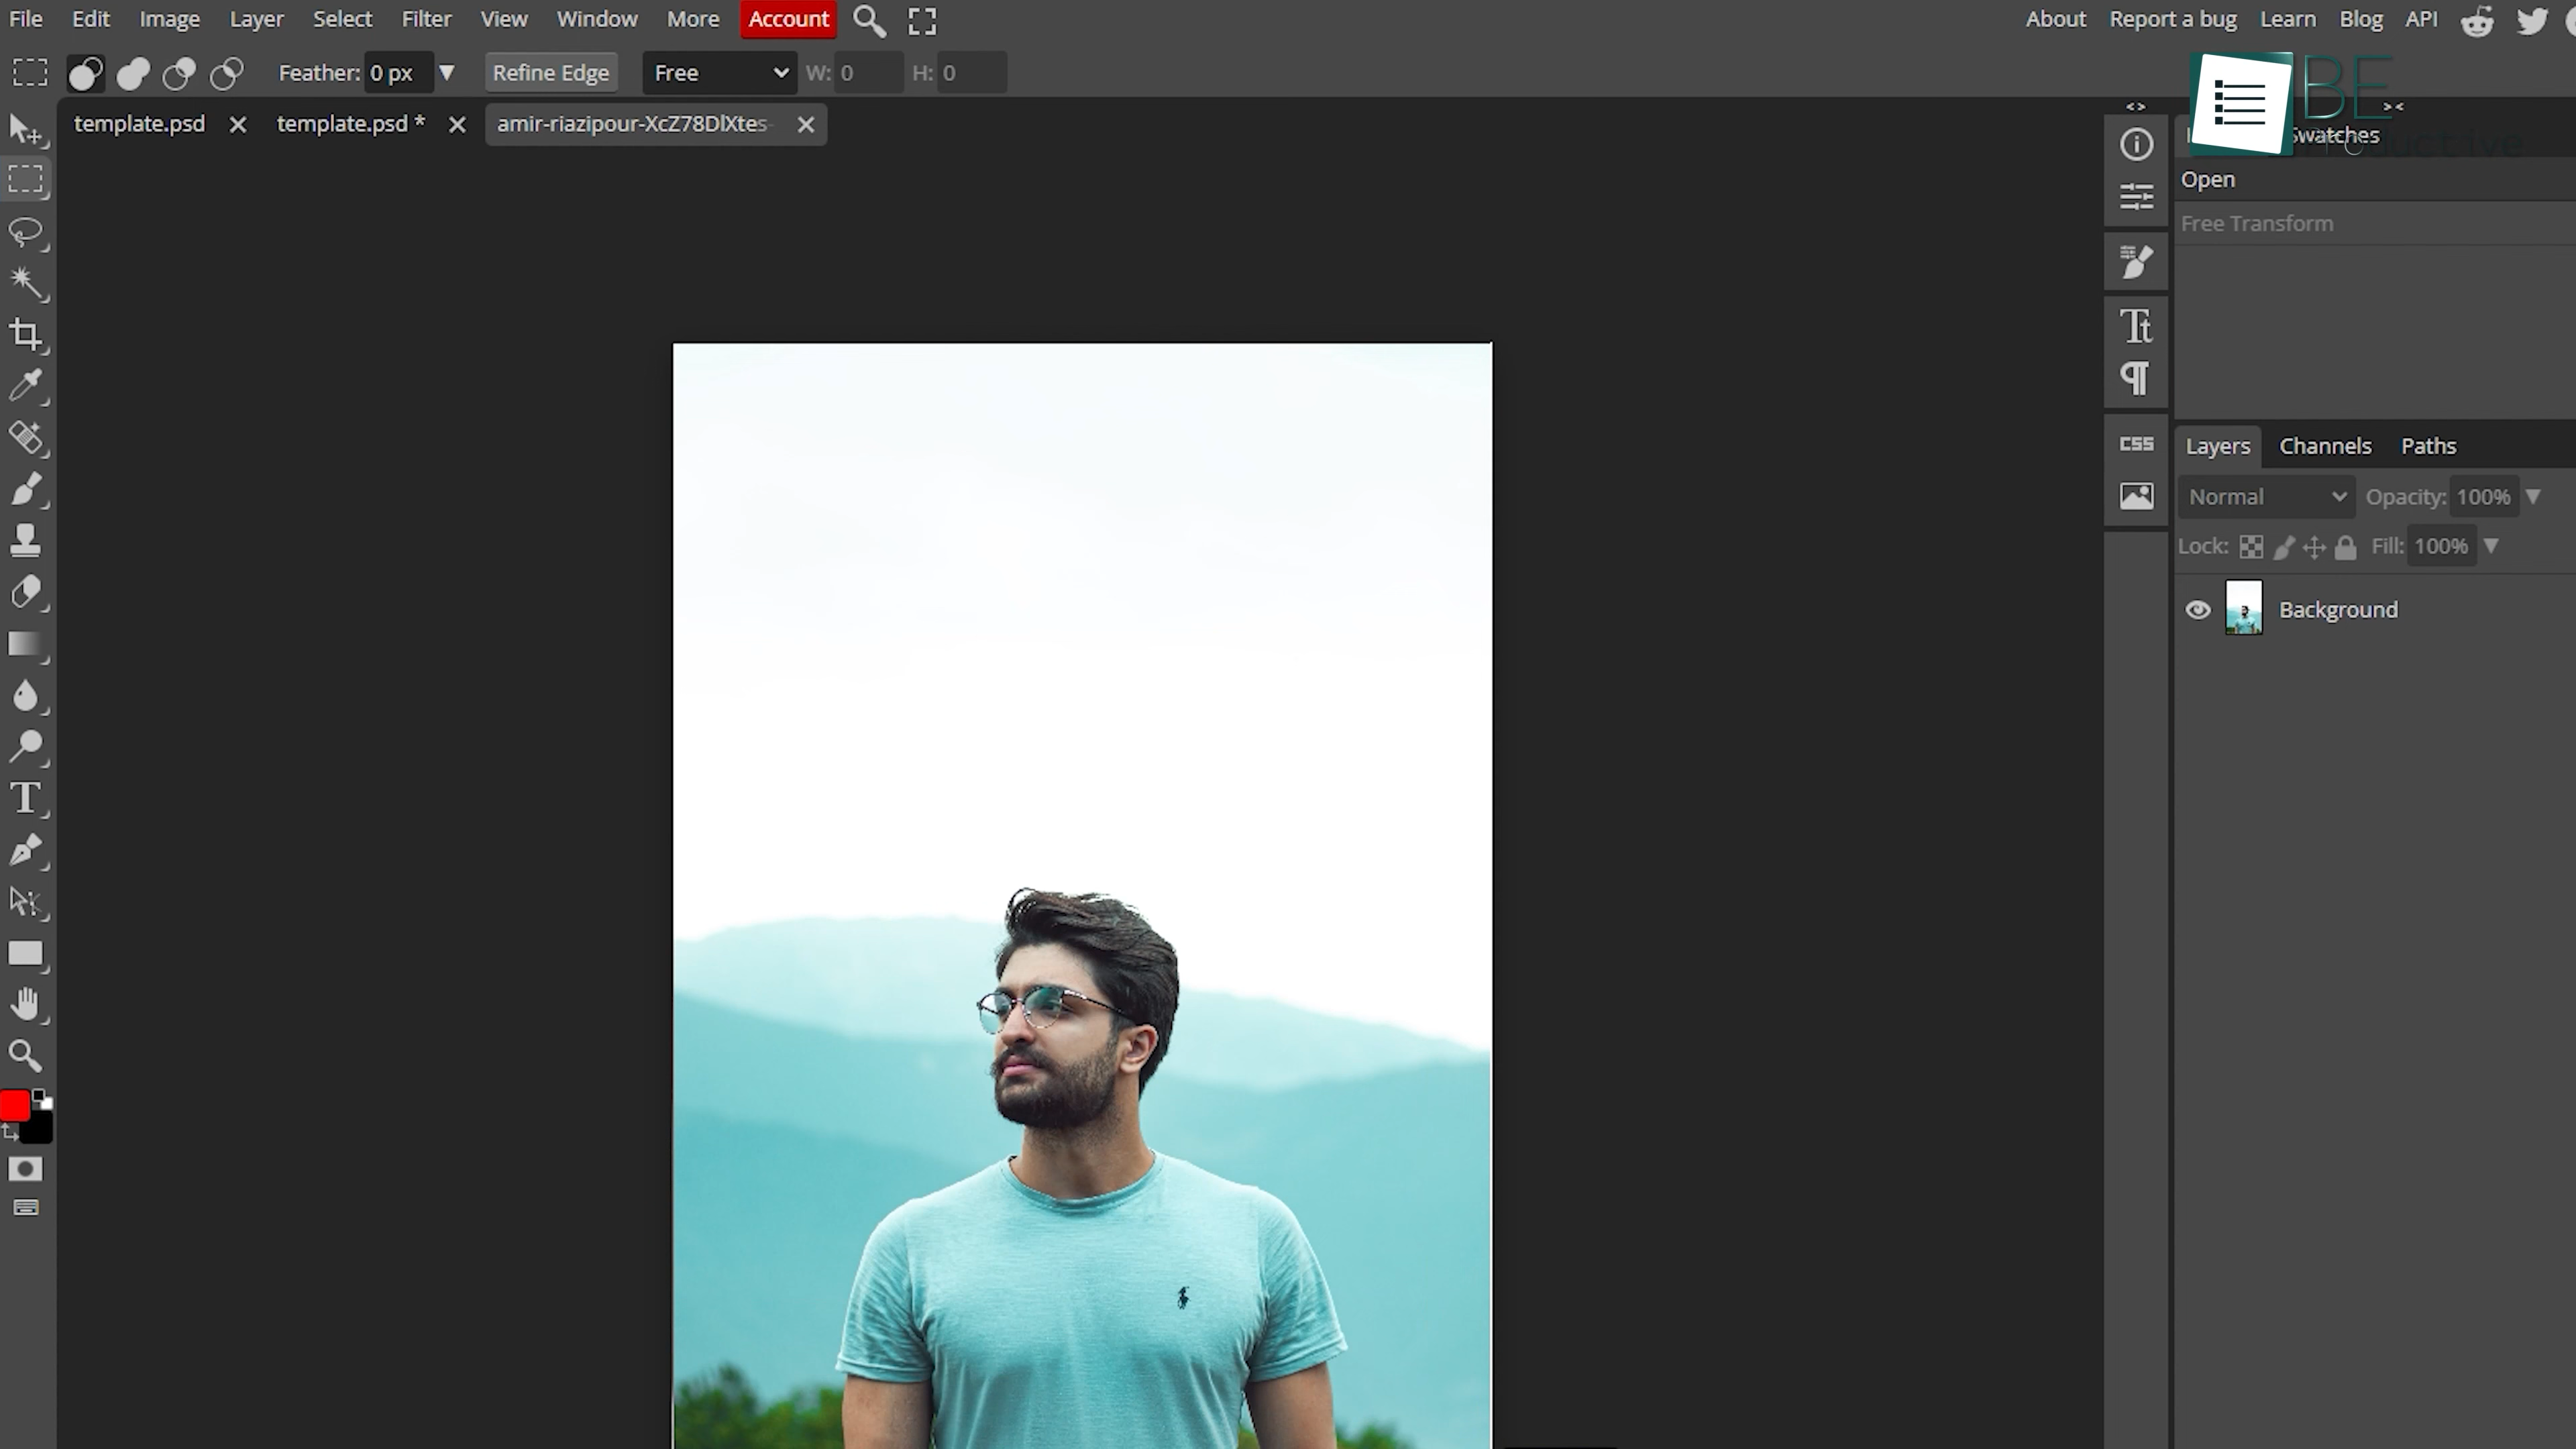 File Edit Image Layer Select Filter View Window More Account About Report a bug Learn Blog API
Feather: 0 px Refine Edge Free W: 0 H: 0
BE
template.psd template.psd * amir-riazipour-XcZ78DlXtes-
Swatches
Open
Free Transform
Tt
¶
CSS
Layers Channels Paths
Normal Opacity: 100%
Lock: Fill: 100%
Background
T